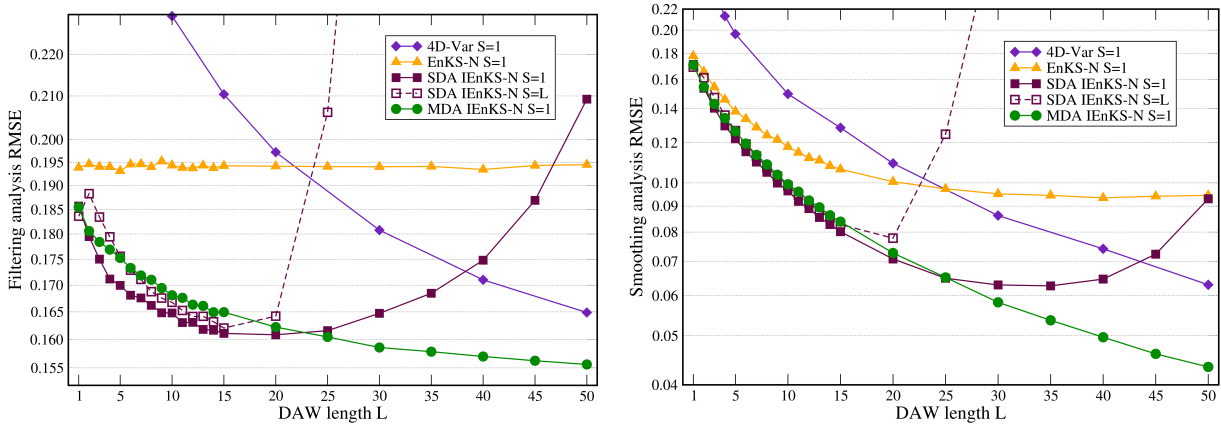 0.220
0.210
0.200
0.195
0.190
0.185
0.180
0.175
0.170
0.165
0.160
0.155
Filtering analysis RMSE
1 5 10 15 20 25 30 35 40 45 50
DAW length L
4D-Var S=1
EnKS-N S=1
SDA IEnKS-N S=1
SDA IEnKS-N S=L
MDA IEnKS-N S=1
0.22
0.20
0.18
0.16
0.14
0.12
0.10
0.09
0.08
0.07
0.06
0.05
0.04
Smoothing analysis RMSE
1 5 10 15 20 25 30 35 40 45 50
DAW length L
4D-Var S=1
EnKS-N S=1
SDA IEnKS-N S=1
SDA IEnKS-N S=L
MDA IEnKS-N S=1